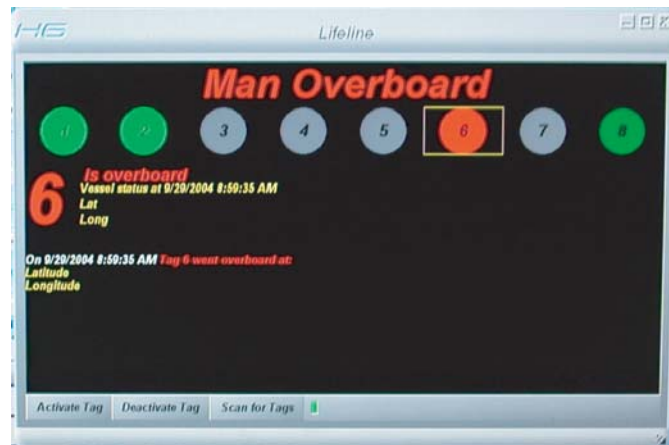 HG Lifeline
Man Overboard
1 2 3 4 5 6 7 8
6 Is overboard
Vessel status at 9/29/2004 8:59:35 AM
Lat
Long
On 9/29/2004 8:59:35 AM Tag 6 went overboard at:
Latitude
Longitude
Activate Tag Deactivate Tag Scan for Tags